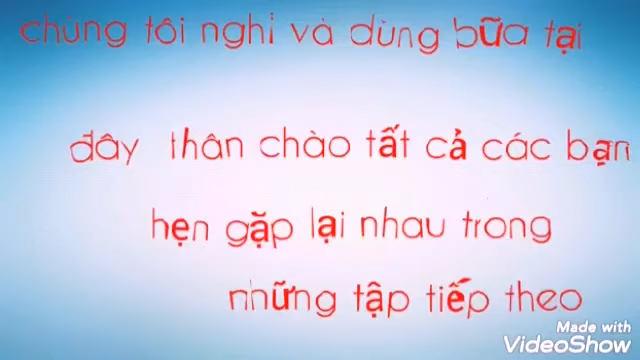 chúng tôi nghỉ và dùng bữa tại
đây thân chào tất cả các bạn
hẹn gặp lại nhau trong
những tập tiếp theo
Made with
VideoShow